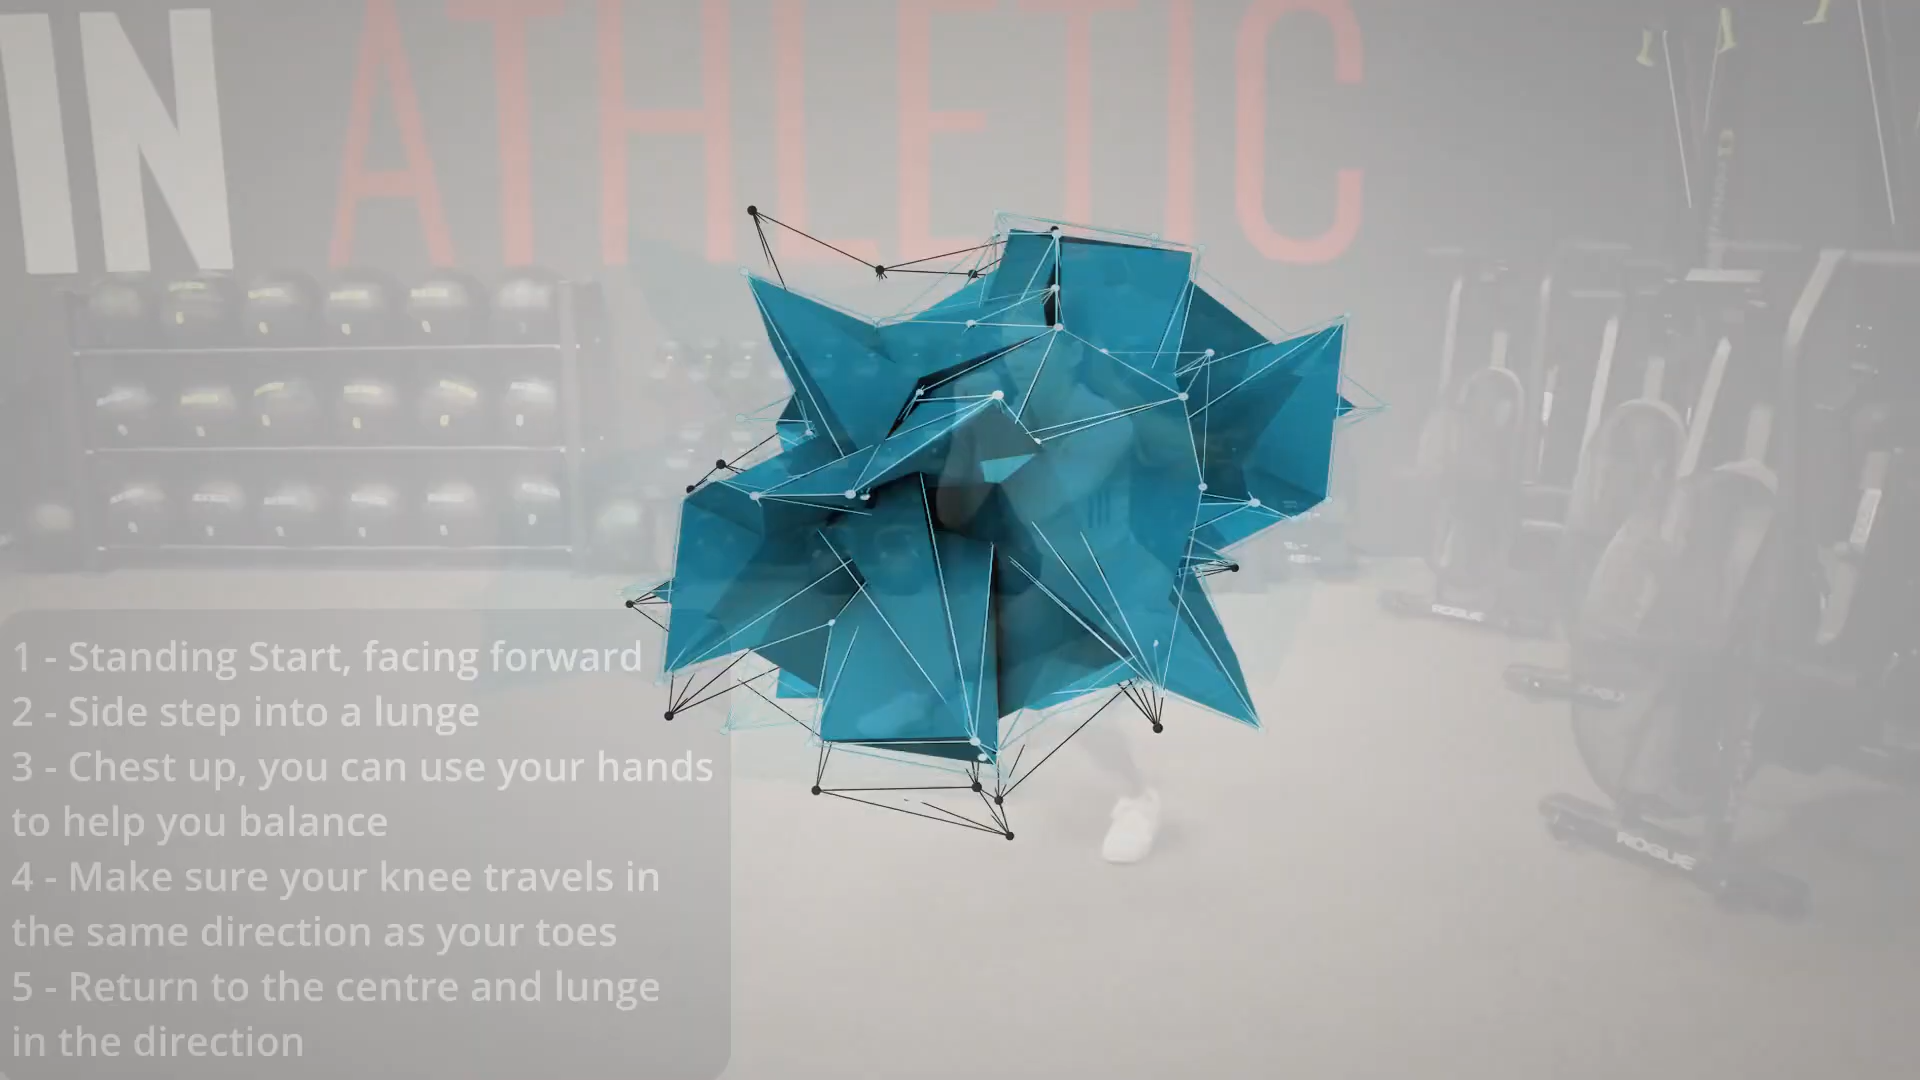 IN ATHLETIC
1 - Standing Start, facing forward
2 - Side step into a lunge
3 - Chest up, you can use your hands
to help you balance
4 - Make sure your knee travels in
the same direction as your toes
5 - Return to the centre and lunge
in the direction
ROGUE
ROGUE